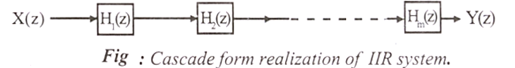 X(z) H₁(z) H₂(z) Hₘ(z) Y(z)
Fig : Cascade form realization of IIR system.